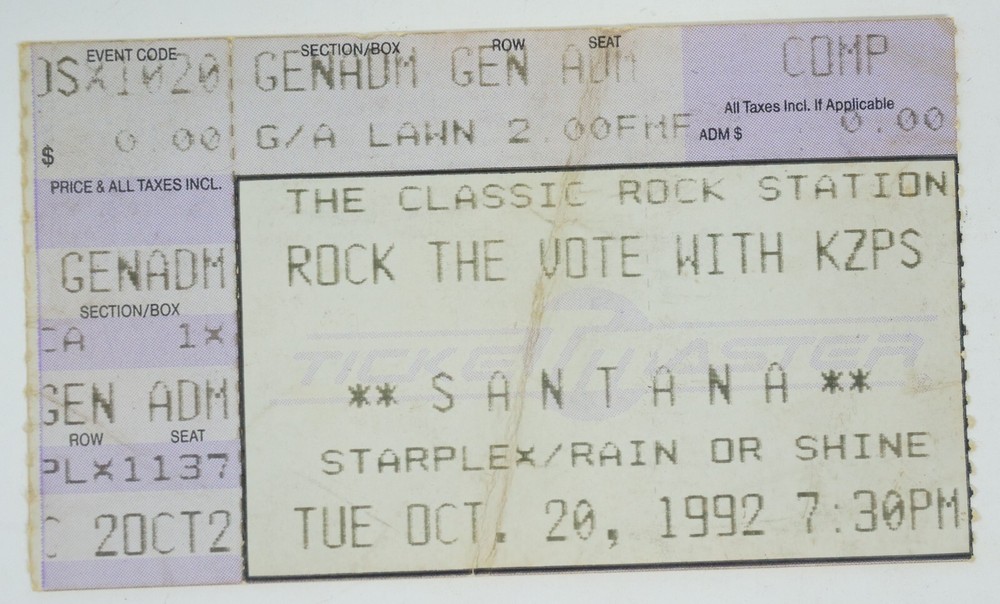 EVENT CODE
SECTION/BOX ROW SEAT
OSX1020
GENADM GEN ADM COMP
All Taxes Incl. If Applicable
$ 0.00
G/A LAWN 2.00FMF ADM $ 0.00
PRICE & ALL TAXES INCL.
THE CLASSIC ROCK STATION
ROCK THE VOTE WITH KZPS
GENADM
SECTION/BOX
CA 1X
TICKETMASTER
** S A N T A N A **
GEN ADM
ROW SEAT
PLX1137
STARPLEX/RAIN OR SHINE
C 20CT2
TUE OCT. 20, 1992 7:30PM